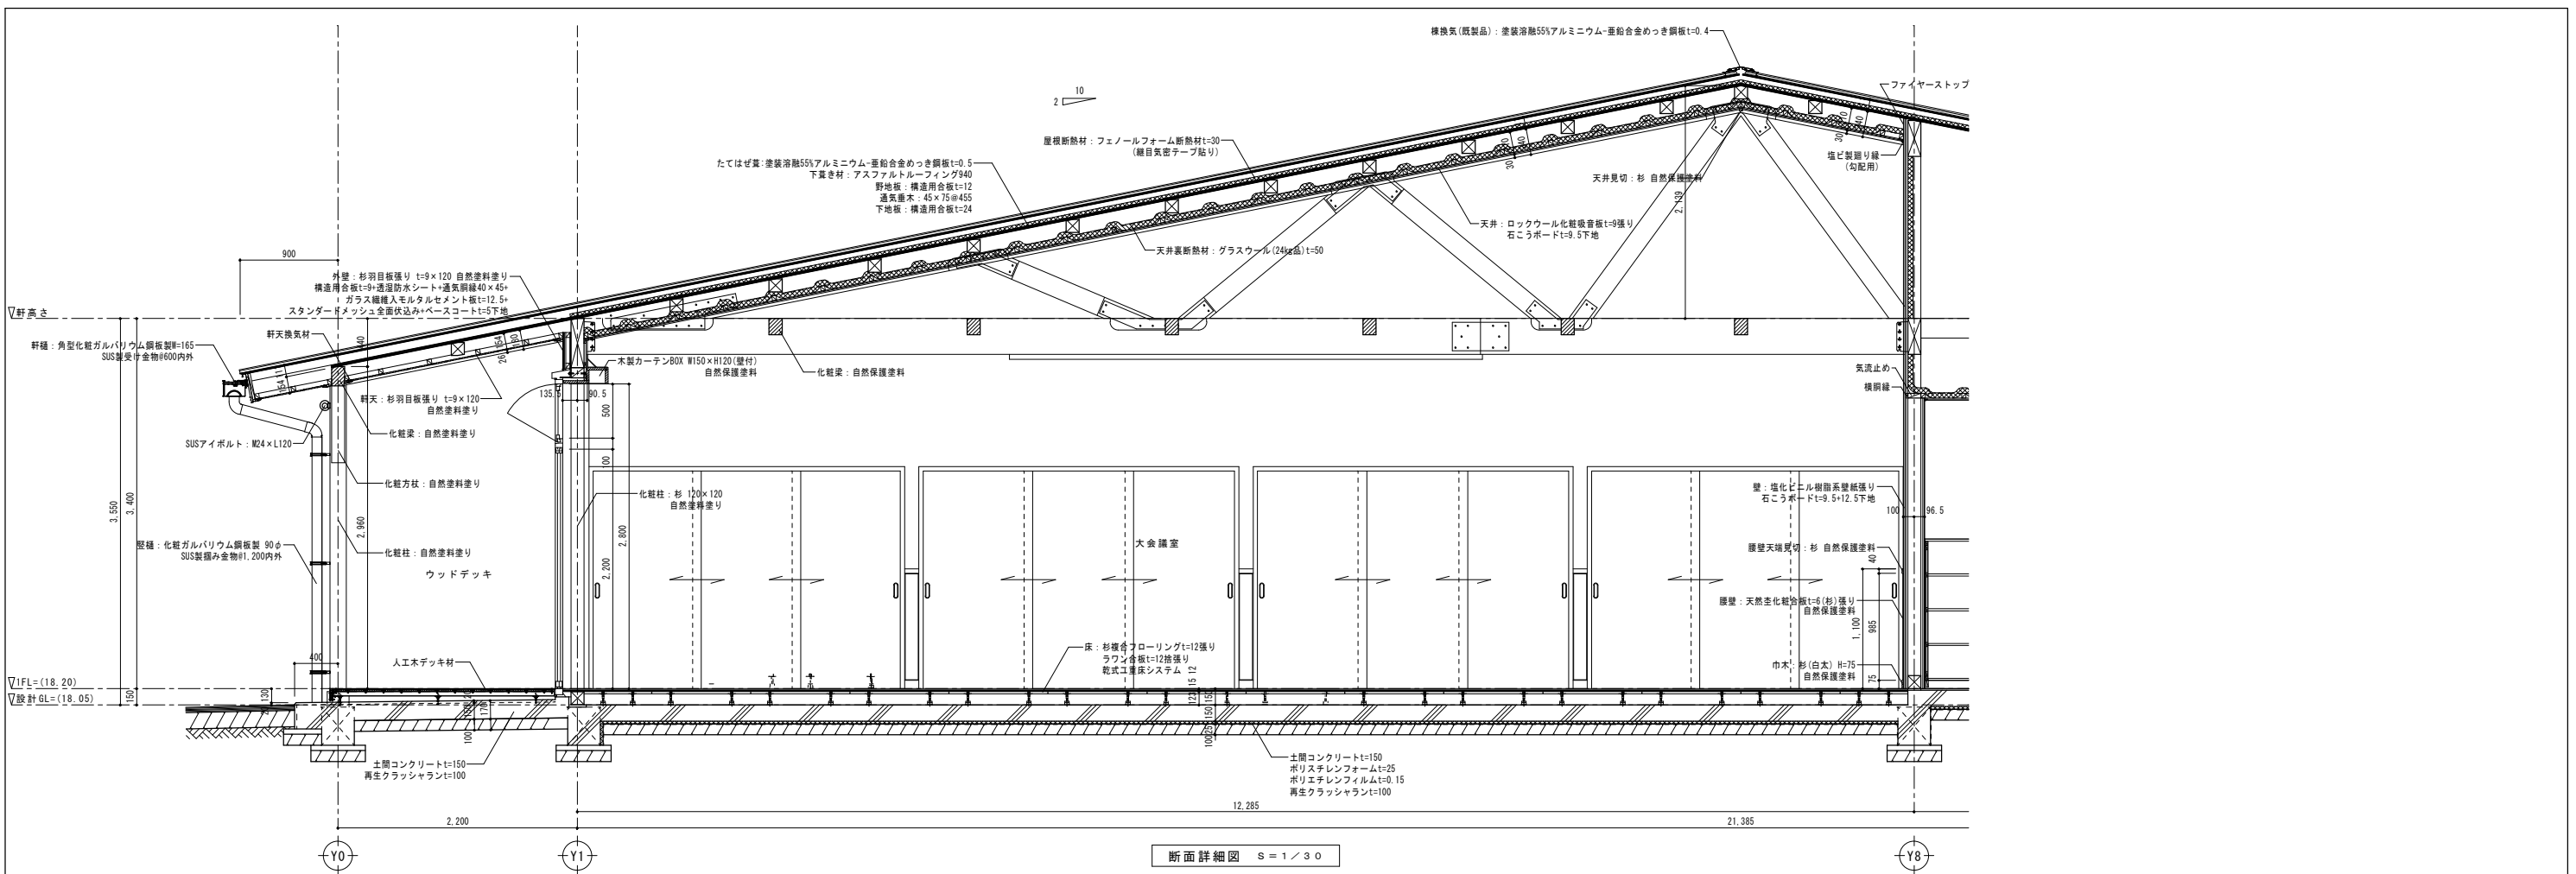 棟換気(既製品)：塗装溶融55%アルミニウム-亜鉛合金めっき鋼板t=0.4
ファイヤーストップ
10
2
屋根断熱材：フェノールフォーム断熱材t=30
(継目気密テープ貼り)
たてはぜ葺:塗装溶融55%アルミニウム-亜鉛合金めっき鋼板t=0.5
下葺き材：アスファルトルーフィング940
野地板：構造用合板t=12
通気垂木：45×75@455
下地板：構造用合板t=24
塩ビ製廻り縁
(勾配用)
天井見切：杉 自然保護塗料
2,139
天井：ロックウール化粧吸音板t=9張り
石こうボードt=9.5下地
天井裏断熱材：グラスウール(24kg品)t=50
30
40
30
40
900
外壁：杉羽目板張り t=9×120 自然塗料塗り
構造用合板t=9+透湿防水シート+通気胴縁40×45+
ガラス繊維入モルタルセメント板t=12.5+
スタンダードメッシュ全面伏込み+ベースコートt=5下地
▽軒高さ
軒天換気材
軒樋：角型化粧ガルバリウム鋼板製W=165
SUS製受け金物@600内外
440
154
26
180
木製カーテンBOX W150×H120(壁付)
自然保護塗料
化粧梁：自然保護塗料
気流止め
横胴縁
135.5
90.5
500
軒天：杉羽目板張り t=9×120
自然塗料塗り
化粧梁：自然塗料塗り
SUSアイボルト：M24×L120
100
化粧方杖：自然塗料塗り
化粧柱：杉 120×120
自然塗料塗り
壁：塩化ビニル樹脂系壁紙張り
石こうボードt=9.5+12.5下地
100
96.5
3,550
3,400
2,960
2,800
2,200
竪樋：化粧ガルバリウム鋼板製 90φ
SUS製掴み金物@1,200内外
化粧柱：自然塗料塗り
ウッドデッキ
大会議室
腰壁天端見切：杉 自然保護塗料
40
腰壁：天然杢化粧合板t=6(杉)張り
自然保護塗料
1,100
985
400
人工木デッキ材
床：杉複合フローリングt=12張り
ラワン合板t=12捨張り
乾式二重床システム
巾木：杉(白太) H=75
自然保護塗料
75
▽1FL=(18.20)
▽設計GL=(18.05)
150
130
170
100
123
15
12
150
150
25
100
土間コンクリートt=150
再生クラッシャランt=100
土間コンクリートt=150
ポリスチレンフォームt=25
ポリエチレンフィルムt=0.15
再生クラッシャランt=100
12,285
2,200
21,385
Y0
Y1
断面詳細図 S=1/30
Y8